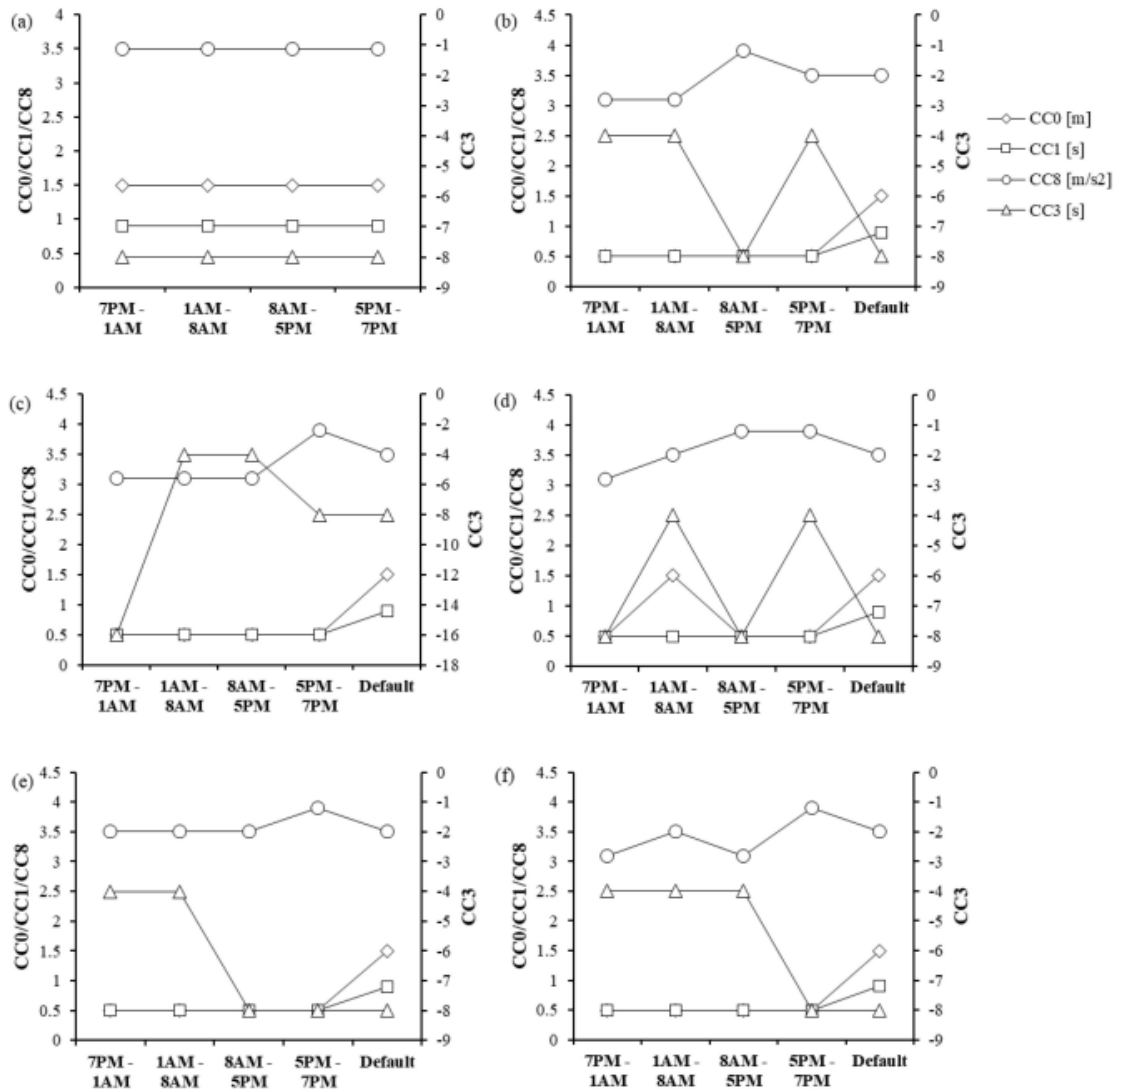 (a)
4
3.5
3
2.5
2
1.5
1
0.5
0
CC0/CC1/CC8
0
-1
-2
-3
-4
-5
-6
-7
-8
-9
CC3
7PM - 1AM
1AM - 8AM
8AM - 5PM
5PM - 7PM
(b)
4.5
4
3.5
3
2.5
2
1.5
1
0.5
0
CC0/CC1/CC8
0
-1
-2
-3
-4
-5
-6
-7
-8
-9
CC3
7PM - 1AM
1AM - 8AM
8AM - 5PM
5PM - 7PM
Default
CC0 [m]
CC1 [s]
CC8 [m/s2]
CC3 [s]
(c)
4.5
4
3.5
3
2.5
2
1.5
1
0.5
0
CC0/CC1/CC8
0
-2
-4
-6
-8
-10
-12
-14
-16
-18
CC3
7PM - 1AM
1AM - 8AM
8AM - 5PM
5PM - 7PM
Default
(d)
4.5
4
3.5
3
2.5
2
1.5
1
0.5
0
CC0/CC1/CC8
0
-1
-2
-3
-4
-5
-6
-7
-8
-9
CC3
7PM - 1AM
1AM - 8AM
8AM - 5PM
5PM - 7PM
Default
(e)
4.5
4
3.5
3
2.5
2
1.5
1
0.5
0
CC0/CC1/CC8
0
-1
-2
-3
-4
-5
-6
-7
-8
-9
CC3
7PM - 1AM
1AM - 8AM
8AM - 5PM
5PM - 7PM
Default
(f)
4.5
4
3.5
3
2.5
2
1.5
1
0.5
0
CC0/CC1/CC8
0
-1
-2
-3
-4
-5
-6
-7
-8
-9
CC3
7PM - 1AM
1AM - 8AM
8AM - 5PM
5PM - 7PM
Default